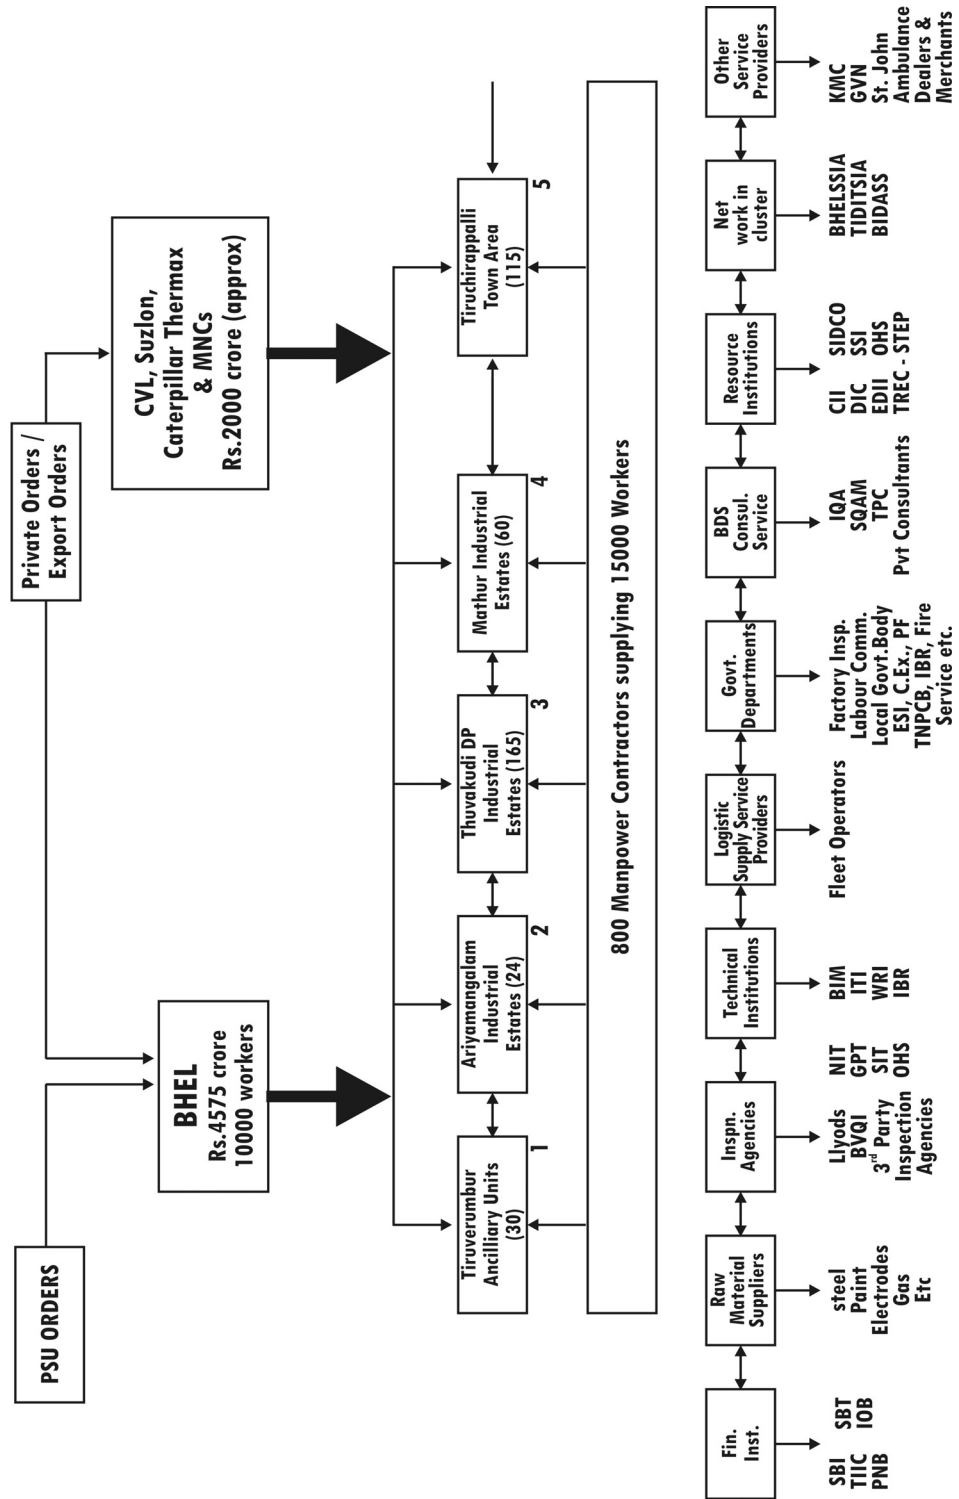 PSU ORDERS
Private Orders /
Export Orders
BHEL
Rs.4575 crore
10000 workers
CVL, Suzlon,
Caterpillar Thermax
& MNCs
Rs.2000 crore (approx)
Tiruverumbur
Ancilliary Units
(30)
1
Ariyamangalam
Industrial
Estates (24)
2
Thuvakudi DP
Industrial
Estates (165)
3
Mathur Industrial
Estates (60)
4
Tiruchirappalli
Town Area
(115)
5
800 Manpower Contractors supplying 15000 Workers
Fin.
Inst.
SBI SBT
TIIC IOB
PNB
Raw
Material
Suppliers
steel
Paint
Electrodes
Gas
Etc
Inspn.
Agencies
Llyods
BVQI
3rd Party
Inspection
Agencies
Technical
Institutions
NIT BIM
GPT ITI
SIT WRI
OHS IBR
Logistic
Supply Service
Providers
Fleet Operators
Govt.
Departments
Factory Insp.
Labour Comm.
Local Govt.Body
ESI, C.Ex., PF
TNPCB, IBR, Fire
Service etc.
BDS
Consul.
Service
IQA
SQAM
TPC
Pvt Consultants
Resource
Institutions
CII SIDCO
DIC SSI
EDII OHS
TREC - STEP
Net
work in
cluster
BHELSSIA
TIDITSIA
BIDASS
Other
Service
Providers
KMC
GVN
St. John
Ambulance
Dealers &
Merchants